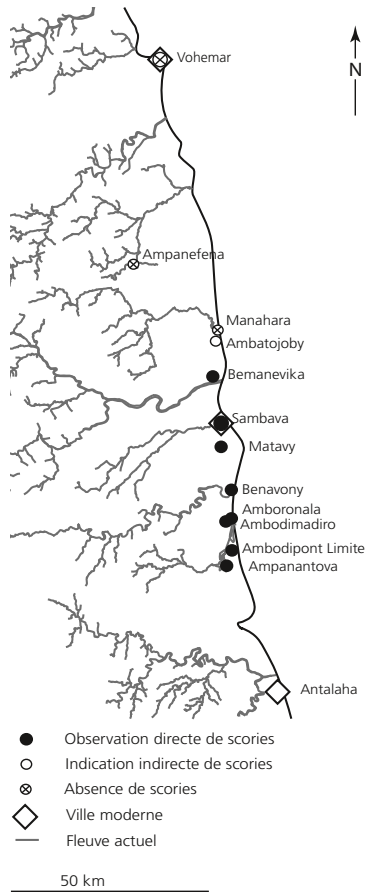 Vohemar
N
Ampanefena
Manahara
Ambatojoby
Bemanevika
Sambava
Matavy
Benavony
Amboronala
Ambodimadiro
Ambodipont Limite
Ampanantova
Antalaha
Observation directe de scories
Indication indirecte de scories
Absence de scories
Ville moderne
Fleuve actuel
50 km